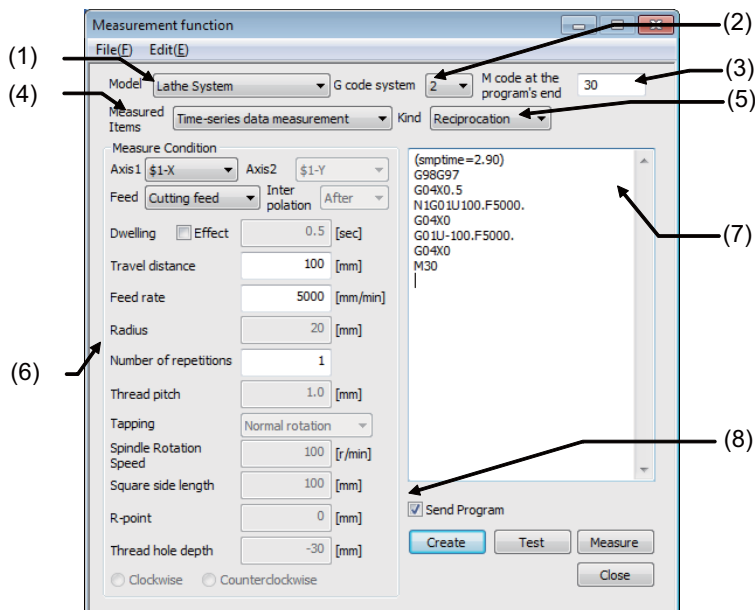 Measurement function
File(F) Edit(E)
(1)
(2)
(3)
(4)
(5)
Model Lathe System G code system 2 M code at the program's end 30
Measured Items Time-series data measurement Kind Reciprocation
Measure Condition
Axis1 $1-X Axis2 $1-Y
Feed Cutting feed Inter polation After
Dwelling Effect 0.5 [sec]
Travel distance 100 [mm]
Feed rate 5000 [mm/min]
Radius 20 [mm]
Number of repetitions 1
Thread pitch 1.0 [mm]
Tapping Normal rotation
Spindle Rotation Speed 100 [r/min]
Square side length 100 [mm]
R-point 0 [mm]
Thread hole depth -30 [mm]
Clockwise Counterclockwise
(6)
(smptime=2.90)
G98G97
G04X0.5
N1G01U100.F5000.
G04X0
G01U-100.F5000.
G04X0
M30
(7)
(8)
Send Program
Create Test Measure
Close